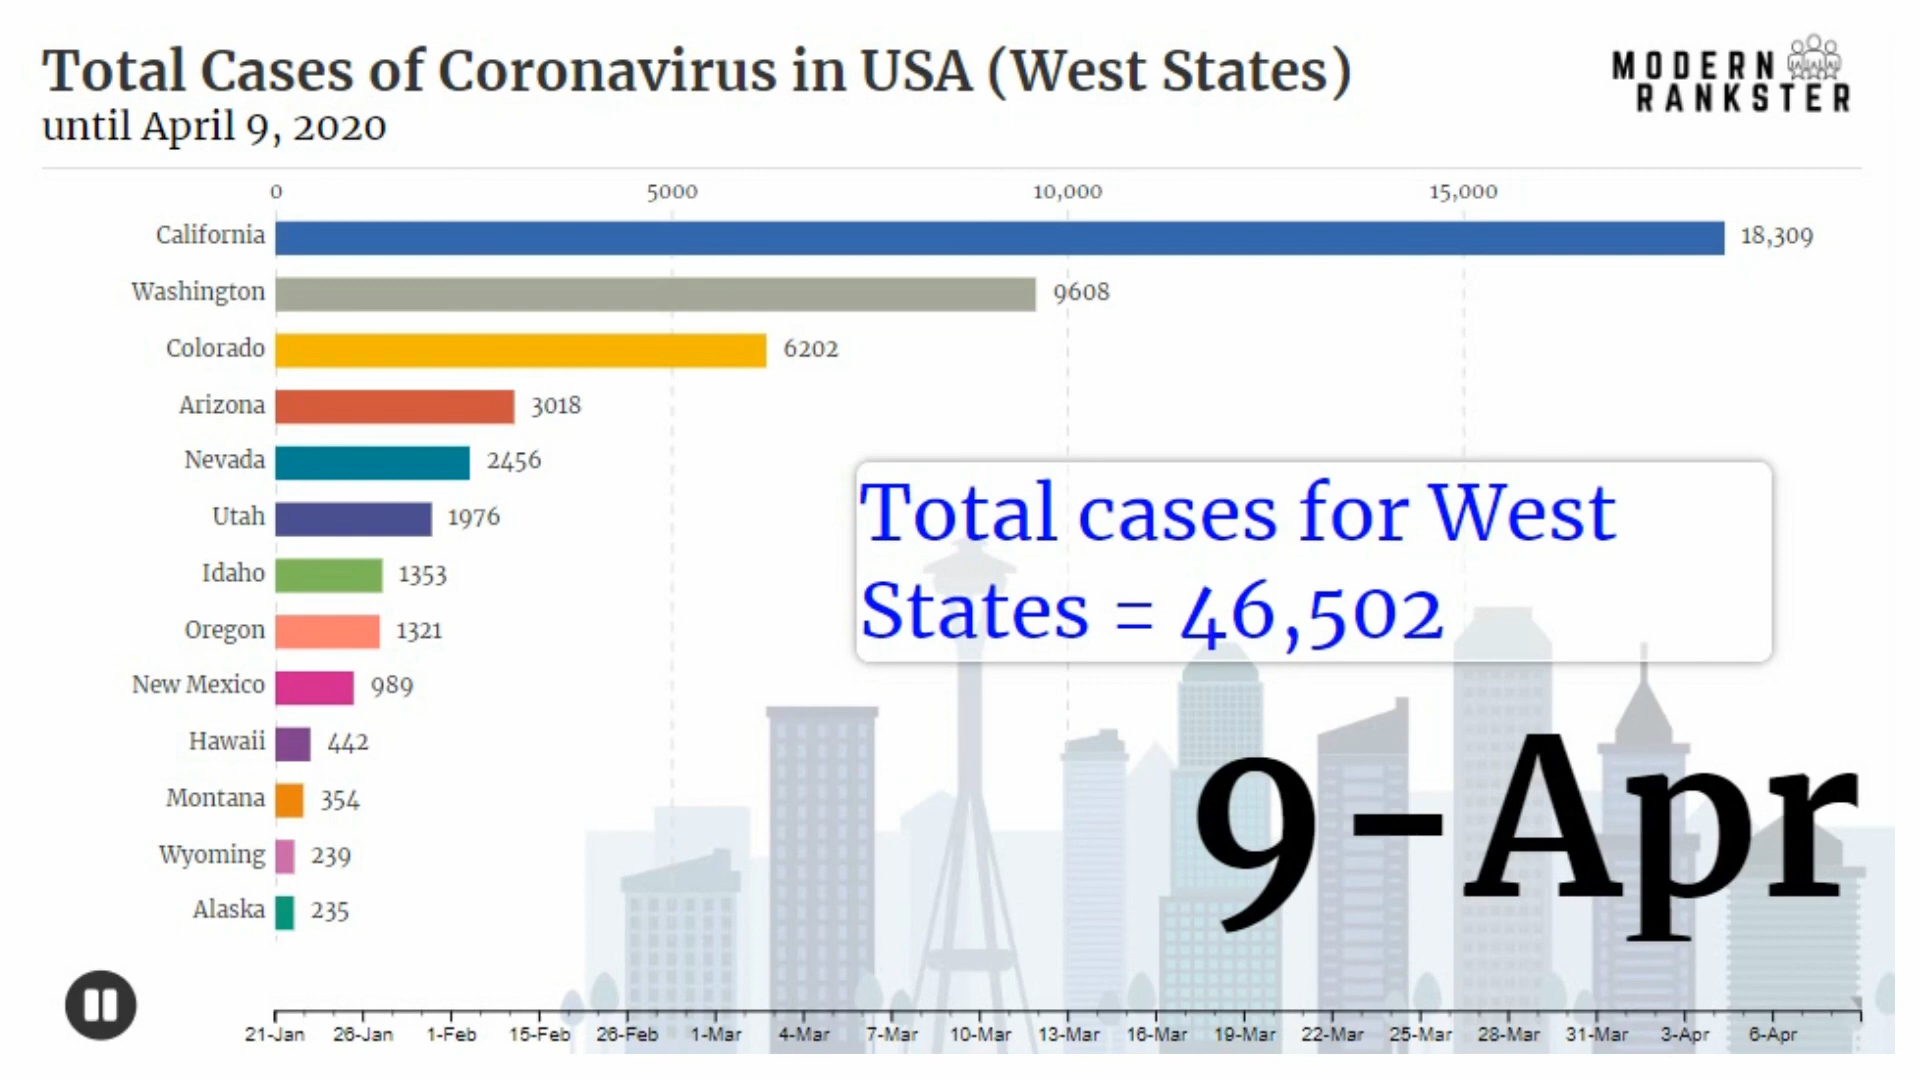 Total Cases of Coronavirus in USA (West States)
until April 9, 2020
MODERN
RANKSTER
0 5000 10,000 15,000
California 18,309
Washington 9608
Colorado 6202
Arizona 3018
Nevada 2456
Utah 1976
Idaho 1353
Oregon 1321
New Mexico 989
Hawaii 442
Montana 354
Wyoming 239
Alaska 235
Total cases for West
States = 46,502
9-Apr
21-Jan 26-Jan 1-Feb 15-Feb 26-Feb 1-Mar 4-Mar 7-Mar 10-Mar 13-Mar 16-Mar 19-Mar 22-Mar 25-Mar 28-Mar 31-Mar 3-Apr 6-Apr